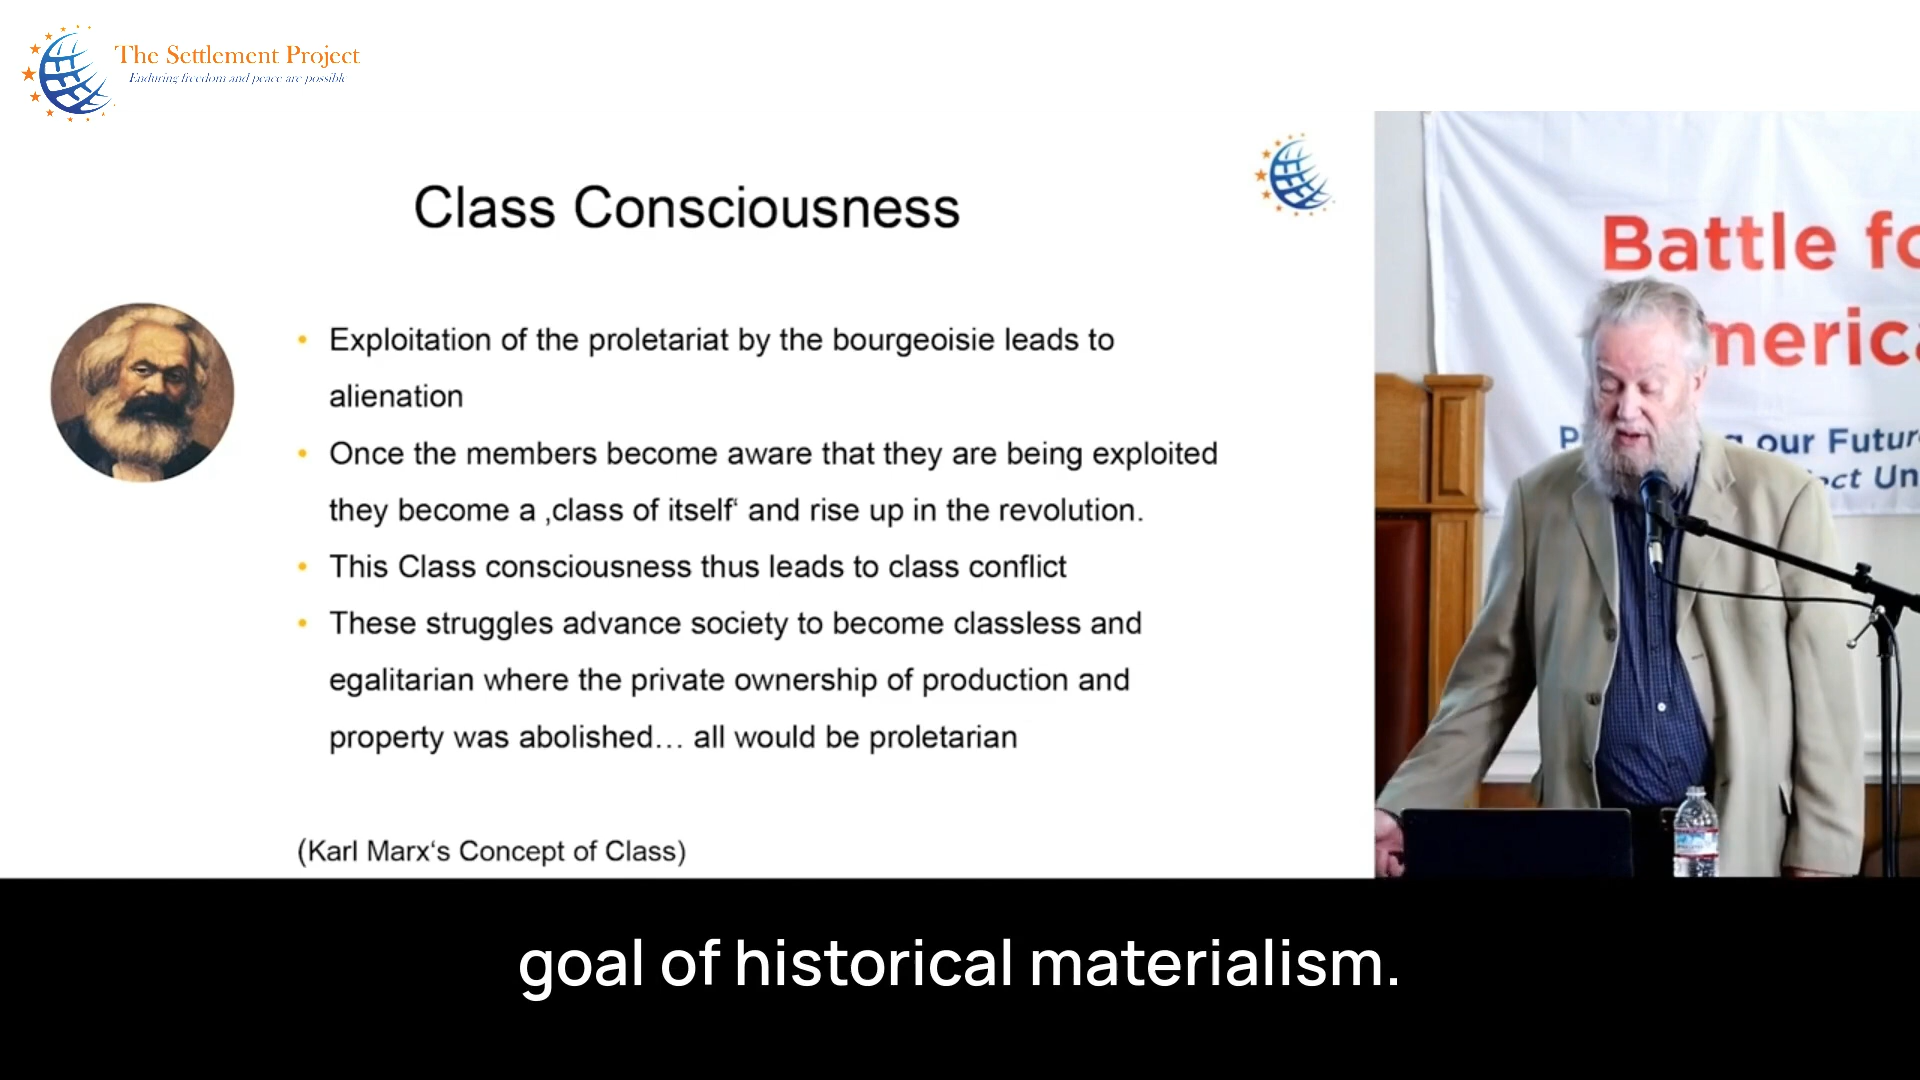 The Settlement Project
Enduring freedom and peace are possible
Class Consciousness
• Exploitation of the proletariat by the bourgeoisie leads to
alienation
• Once the members become aware that they are being exploited
they become a ‚class of itself‘ and rise up in the revolution.
• This Class consciousness thus leads to class conflict
• These struggles advance society to become classless and
egalitarian where the private ownership of production and
property was abolished… all would be proletarian
(Karl Marx‘s Concept of Class)
Battle fo
merica
our Futur
ect Un
goal of historical materialism.